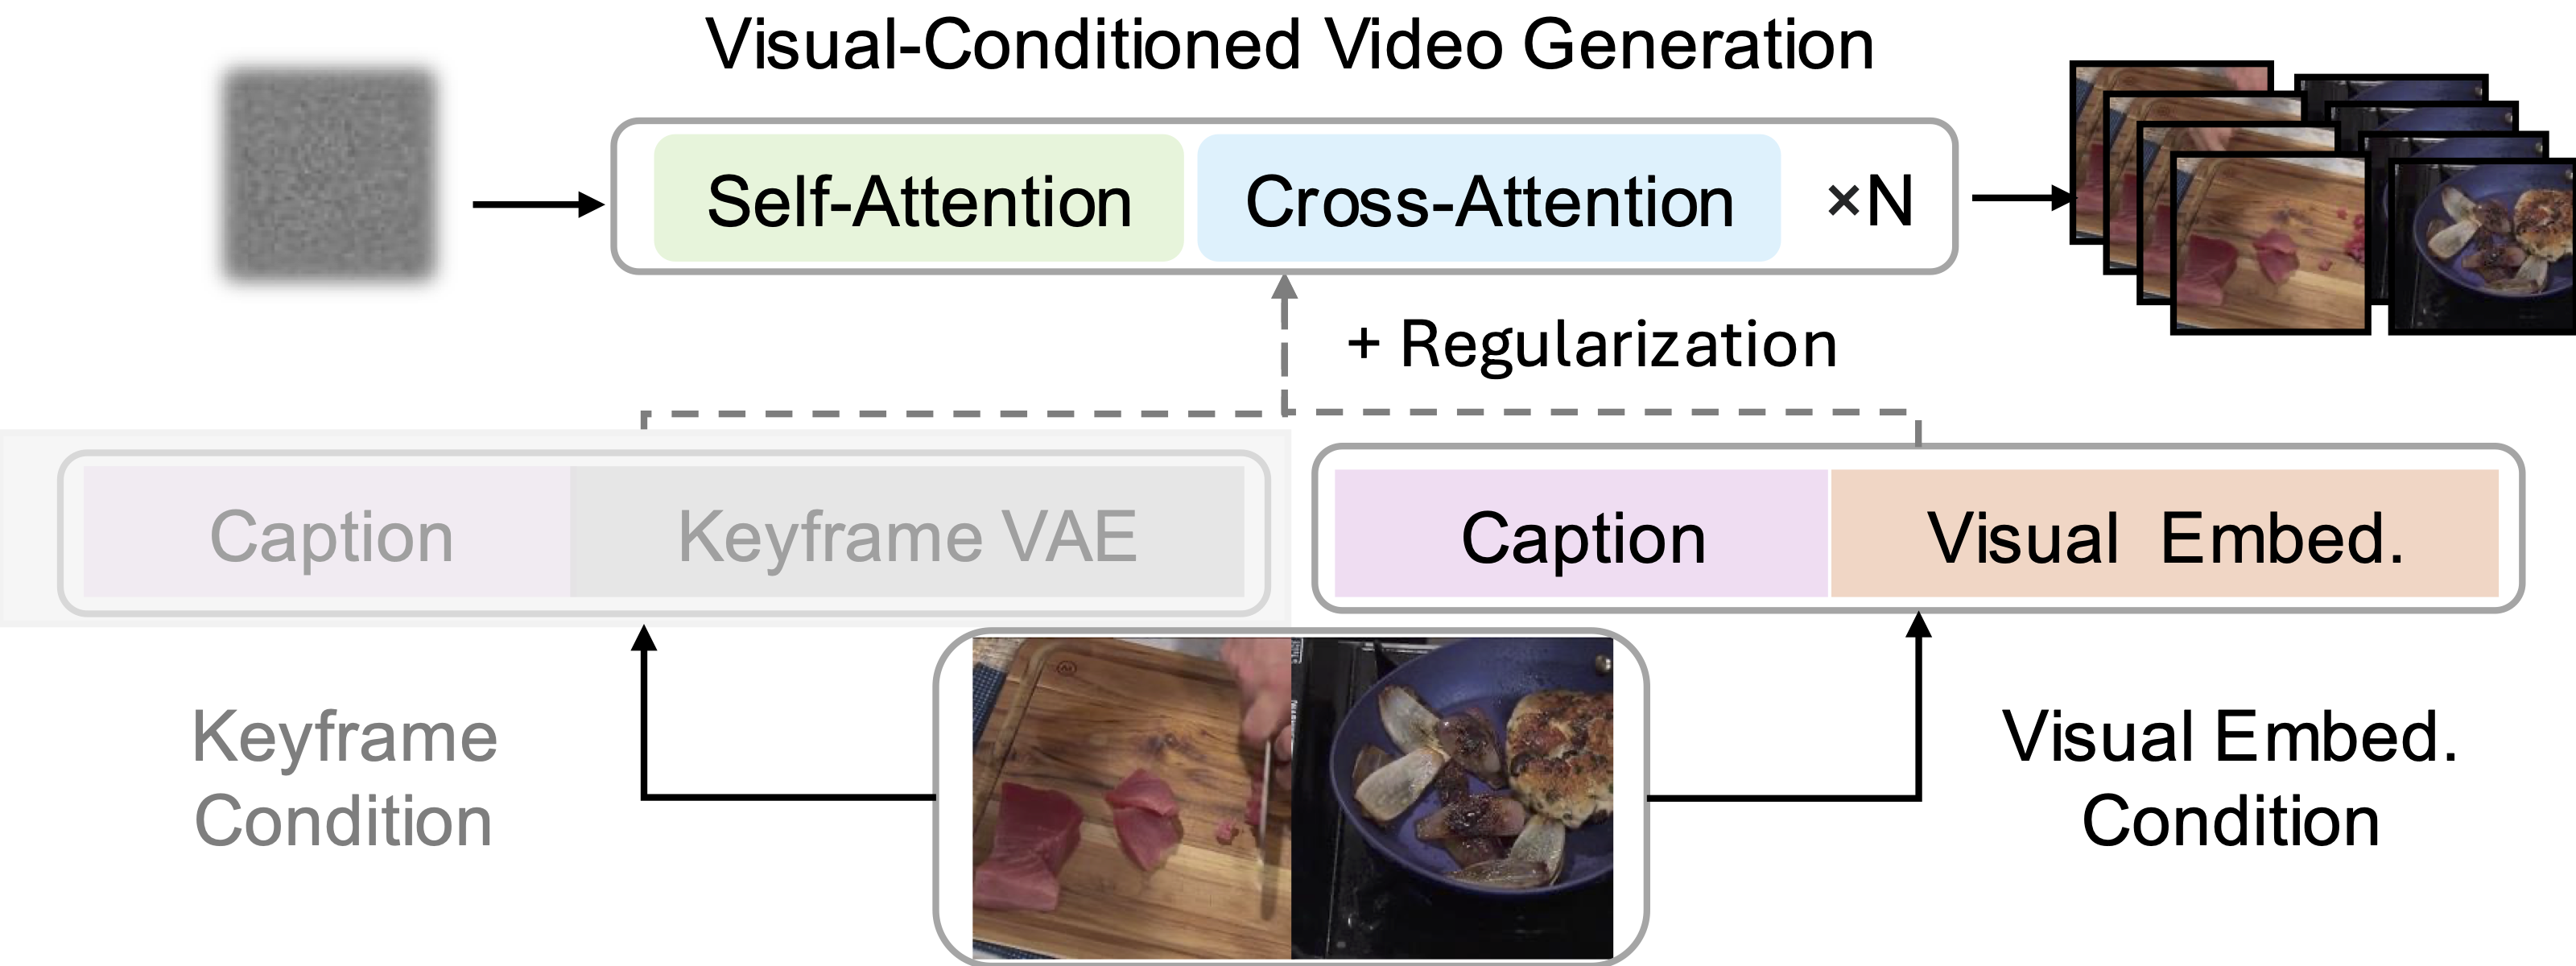 Visual-Conditioned Video Generation
Self-Attention
Cross-Attention
×N
+ Regularization
Caption
Keyframe VAE
Caption
Visual Embed.
Keyframe
Condition
Visual Embed.
Condition